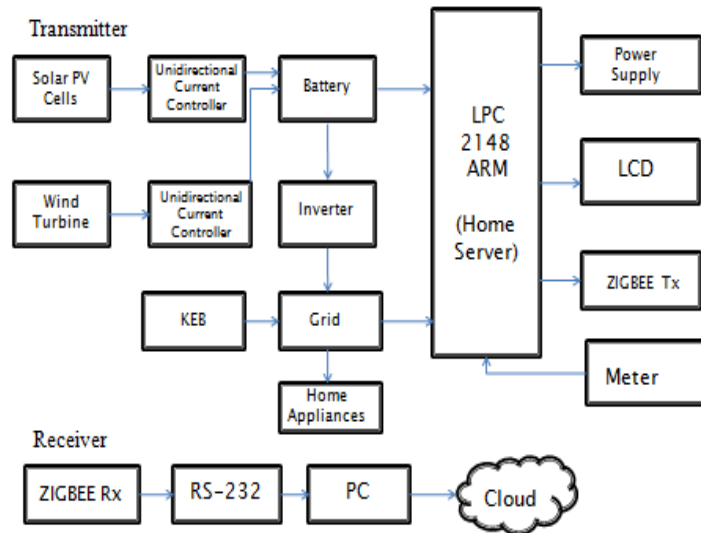 Transmitter
Solar PV
Cells
Unidirectional
Current
Controller
Battery
LPC
2148
ARM
(Home
Server)
Power
Supply
LCD
Wind
Turbine
Unidirectional
Current
Controller
Inverter
ZIGBEE Tx
KEB
Grid
Meter
Home
Appliances
Receiver
ZIGBEE Rx
RS-232
PC
Cloud